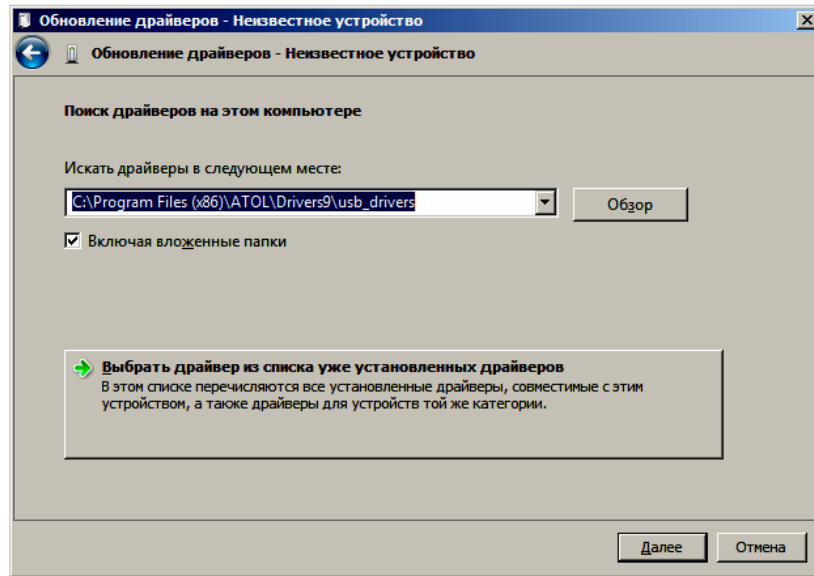 Обновление драйверов - Неизвестное устройство
Обновление драйверов - Неизвестное устройство
Поиск драйверов на этом компьютере
Искать драйверы в следующем месте:
C:\Program Files (x86)\ATOL\Drivers9\usb_drivers
Обзор
Включая вложенные папки
Выбрать драйвер из списка уже установленных драйверов
В этом списке перечисляются все установленные драйверы, совместимые с этим
устройством, а также драйверы для устройств той же категории.
Далее Отмена